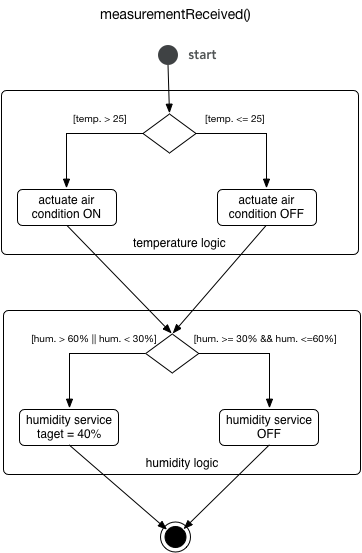 measurementReceived()
start
[temp. > 25]
[temp. <= 25]
actuate air
condition ON
actuate air
condition OFF
temperature logic
[hum. > 60% || hum. < 30%]
[hum. >= 30% && hum. <=60%]
humidity service
taget = 40%
humidity service
OFF
humidity logic